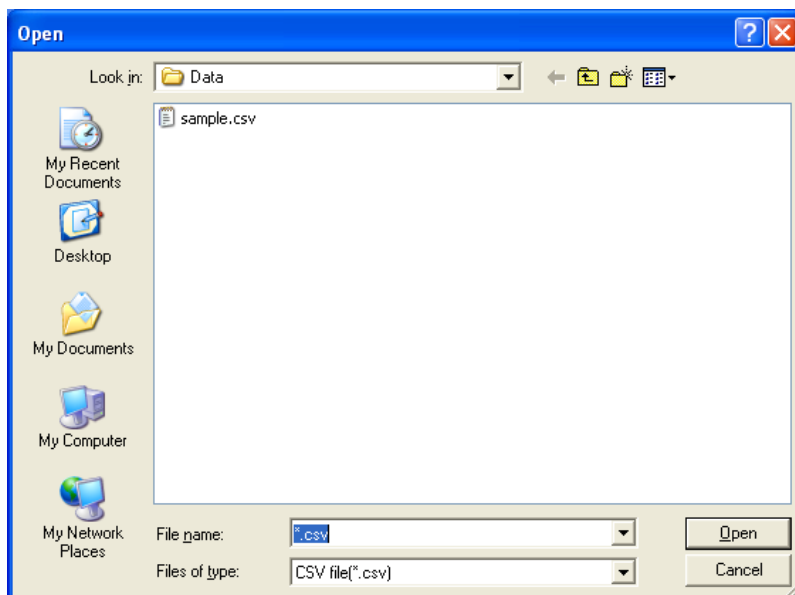 Open
Look in:
Data
sample.csv
My Recent
Documents
Desktop
My Documents
My Computer
My Network
Places
File name:
*.csv
Open
Files of type:
CSV file(*.csv)
Cancel